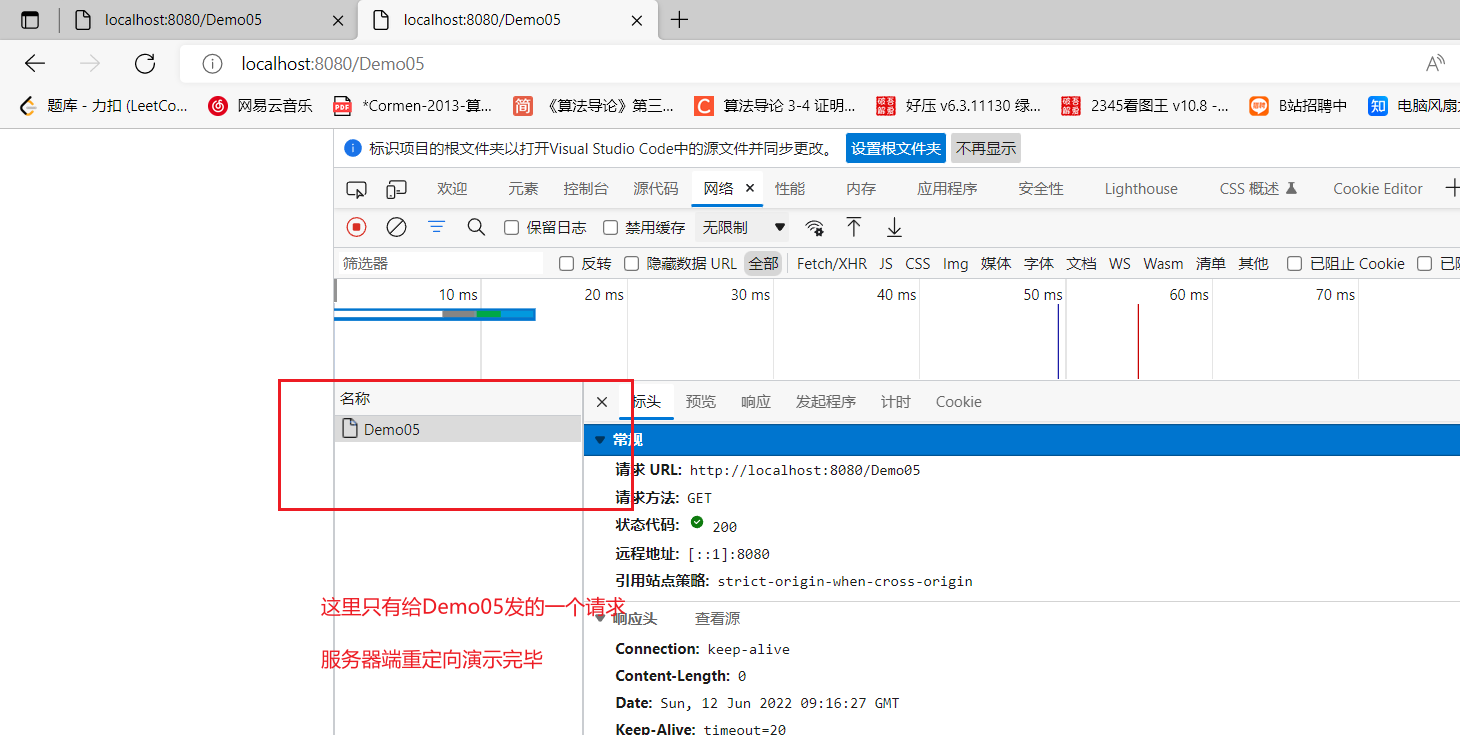 localhost:8080/Demo05
localhost:8080/Demo05
localhost:8080/Demo05
题库 - 力扣 (LeetCo...
网易云音乐
PDF
*Cormen-2013-算...
简
《算法导论》第三...
C
算法导论 3-4 证明...
好压 v6.3.11130 绿...
2345看图王 v10.8 -...
B站招聘中
知
电脑风扇
标识项目的根文件夹以打开Visual Studio Code中的源文件并同步更改。
设置根文件夹
不再显示
欢迎
元素
控制台
源代码
网络
性能
内存
应用程序
安全性
Lighthouse
CSS 概述
Cookie Editor
保留日志
禁用缓存
无限制
筛选器
反转
隐藏数据 URL
全部
Fetch/XHR
JS
CSS
Img
媒体
字体
文档
WS
Wasm
清单
其他
已阻止 Cookie
已阻
10 ms
20 ms
30 ms
40 ms
50 ms
60 ms
70 ms
名称
Demo05
标头
预览
响应
发起程序
计时
Cookie
常规
请求 URL: http://localhost:8080/Demo05
请求方法: GET
状态代码: 200
远程地址: [::1]:8080
引用站点策略: strict-origin-when-cross-origin
这里只有给Demo05发的一个请求
响应头
查看源
Connection: keep-alive
服务器端重定向演示完毕
Content-Length: 0
Date: Sun, 12 Jun 2022 09:16:27 GMT
Keep-Alive: timeout=20